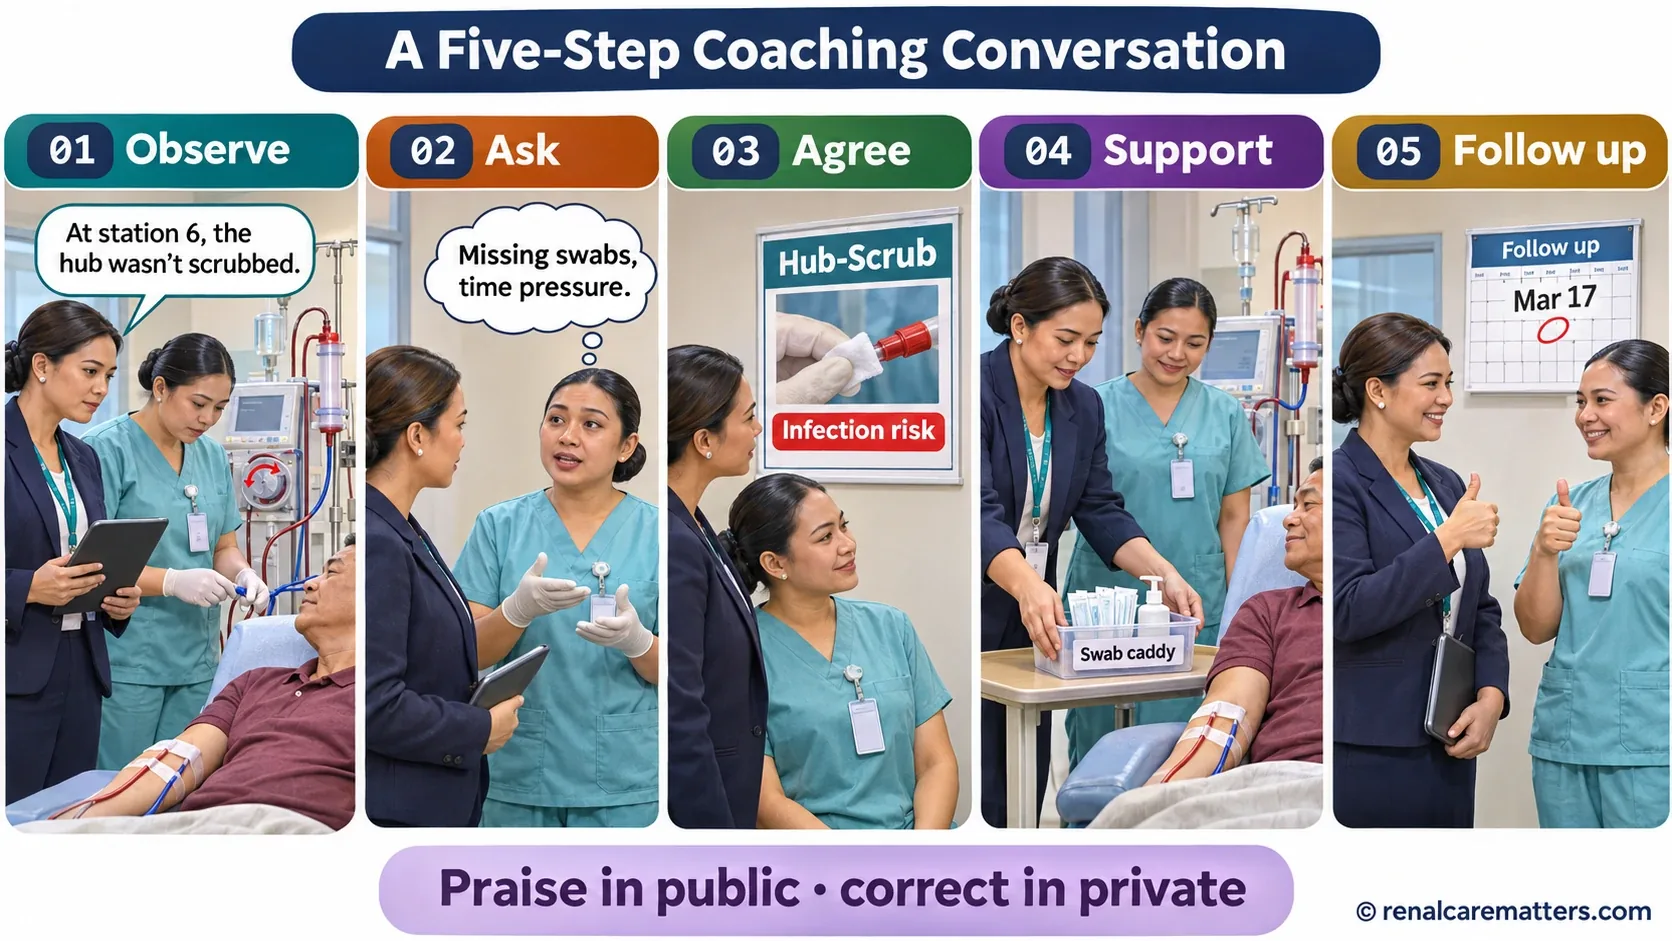 A Five-Step Coaching Conversation
01 Observe
At station 6, the
hub wasn't scrubbed.
02 Ask
Missing swabs,
time pressure.
03 Agree
Hub-Scrub
Infection risk
04 Support
Swab caddy
05 Follow up
Follow up
Mar 17
Praise in public • correct in private
© renalcarematters.com